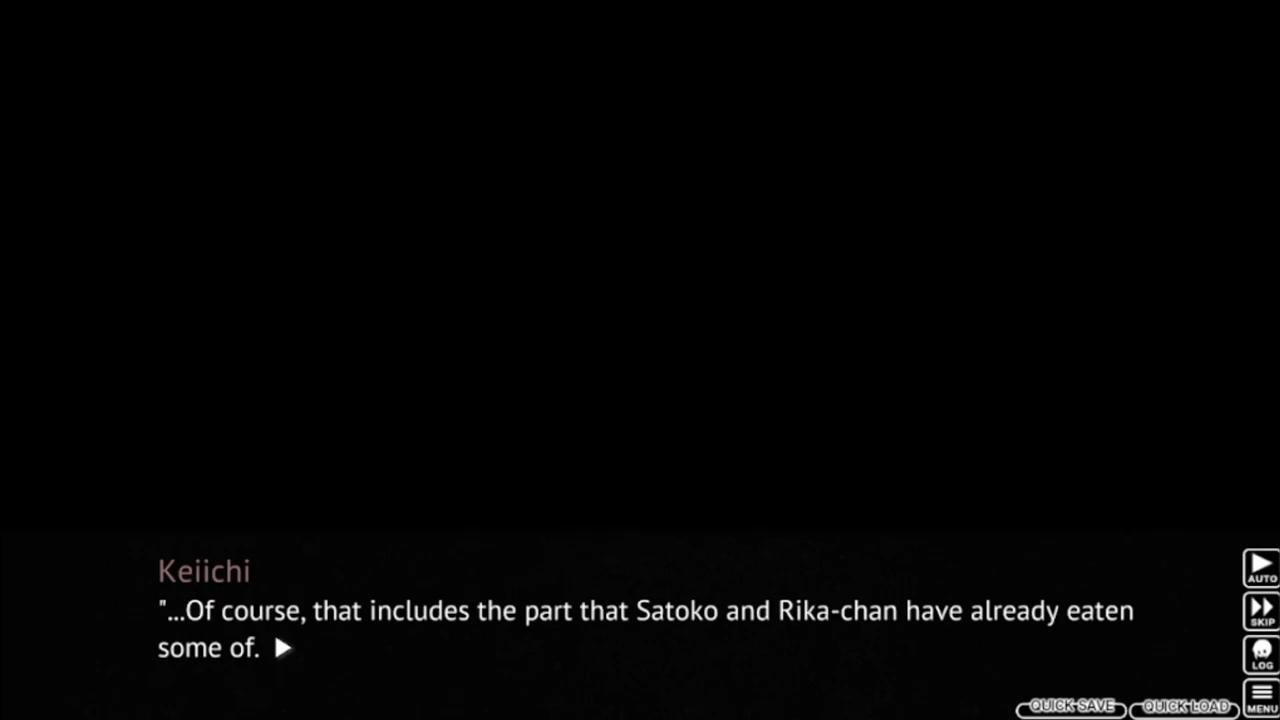 Keiichi
"...Of course, that includes the part that Satoko and Rika-chan have already eaten
some of.
AUTO
SKIP
LOG
MENU
QUICK SAVE
QUICK LOAD